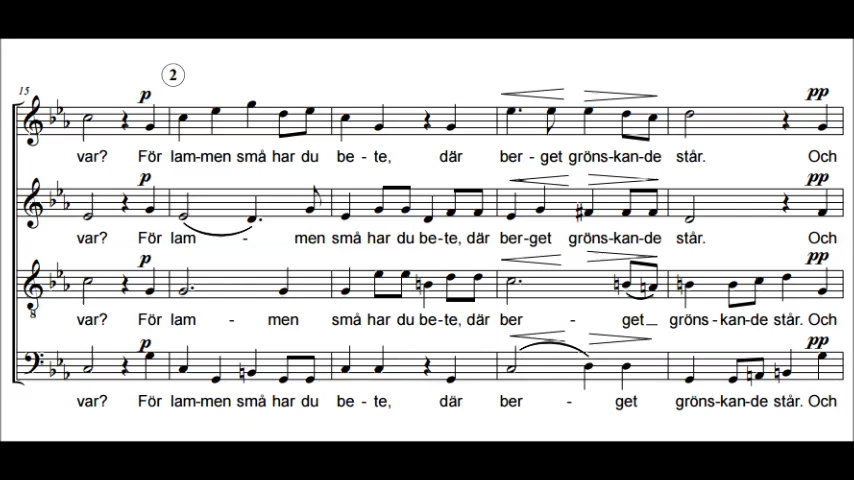 2
15
p
var? För lam-men små har du be - te, där ber - get gröns-kan-de står. Och
pp
p
var? För lam - men små har du be-te, där ber-get gröns-kan-de står. Och
pp
p
8
var? För lam - men små har du be-te, där ber - get gröns-kan-de står. Och
pp
p
var? För lam-men små har du be - te, där ber - get gröns-kan-de står. Och
pp